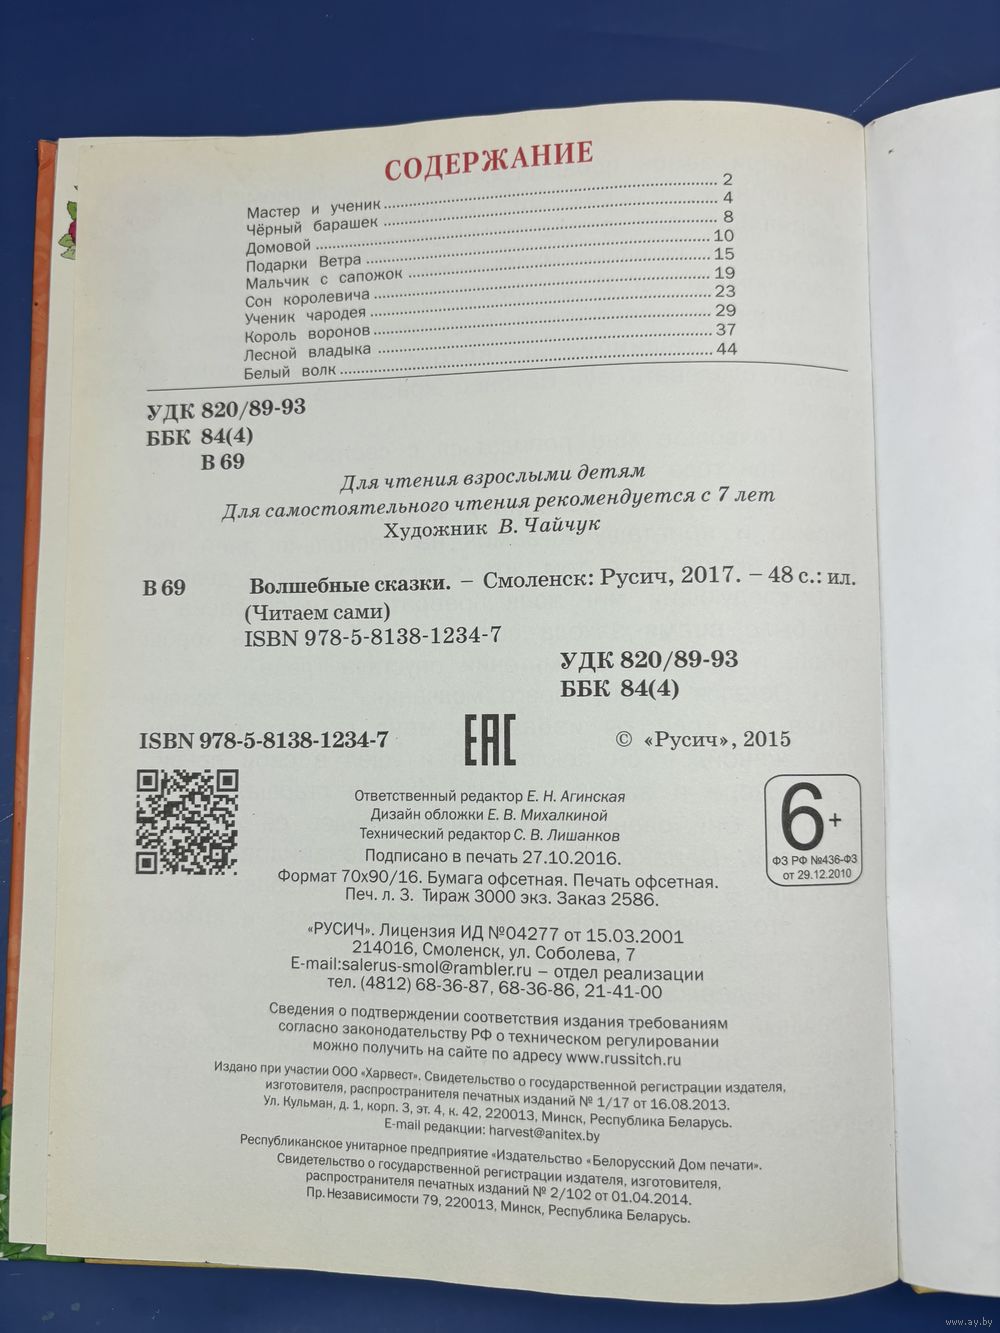 СОДЕРЖАНИЕ
Мастер и ученик 2
Чёрный барашек 4
Домовой 8
Подарки Ветра 10
Мальчик с сапожок 15
Сон королевича 19
Ученик чародея 23
Король воронов 29
Лесной владыка 37
Белый волк 44
УДК 820/89-93
ББК 84(4)
В 69
Для чтения взрослыми детям
Для самостоятельного чтения рекомендуется с 7 лет
Художник В. Чайчук
В 69 Волшебные сказки. – Смоленск: Русич, 2017. – 48 с.: ил.
(Читаем сами)
ISBN 978-5-8138-1234-7
УДК 820/89-93
ББК 84(4)
ISBN 978-5-8138-1234-7
EAC
© «Русич», 2015
Ответственный редактор Е. Н. Агинская
Дизайн обложки Е. В. Михалкиной
Технический редактор С. В. Лишанков
Подписано в печать 27.10.2016.
Формат 70х90/16. Бумага офсетная. Печать офсетная.
Печ. л. 3. Тираж 3000 экз. Заказ 2586.
6+
ФЗ РФ №436-ФЗ
от 29.12.2010
«РУСИЧ». Лицензия ИД №04277 от 15.03.2001
214016, Смоленск, ул. Соболева, 7
E-mail:salerus-smol@rambler.ru – отдел реализации
тел. (4812) 68-36-87, 68-36-86, 21-41-00
Сведения о подтверждении соответствия издания требованиям
согласно законодательству РФ о техническом регулировании
можно получить на сайте по адресу www.russitch.ru
Издано при участии ООО «Харвест». Свидетельство о государственной регистрации издателя,
изготовителя, распространителя печатных изданий № 1/17 от 16.08.2013.
Ул. Кульман, д. 1, корп. 3, эт. 4, к. 42, 220013, Минск, Республика Беларусь.
E-mail редакции: harvest@anitex.by
Республиканское унитарное предприятие «Издательство «Белорусский Дом печати».
Свидетельство о государственной регистрации издателя, изготовителя,
распространителя печатных изданий № 2/102 от 01.04.2014.
Пр. Независимости 79, 220013, Минск, Республика Беларусь.
www.ay.by